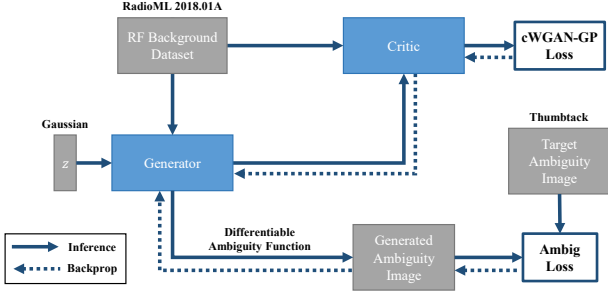 RadioML 2018.01A
RF Background
Dataset
Critic
cWGAN-GP
Loss
Gaussian
z
Generator
Thumbtack
Target
Ambiguity
Image
Differentiable
Ambiguity Function
Generated
Ambiguity
Image
Ambig
Loss
Inference
Backprop